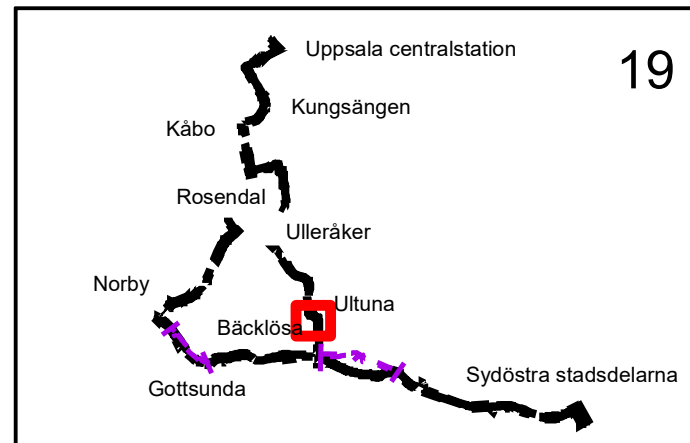 Uppsala centralstation
19
Kungsängen
Kåbo
Rosendal
Ulleråker
Norby
Ultuna
Bäcklösa
Gottsunda
Sydöstra stadsdelarna